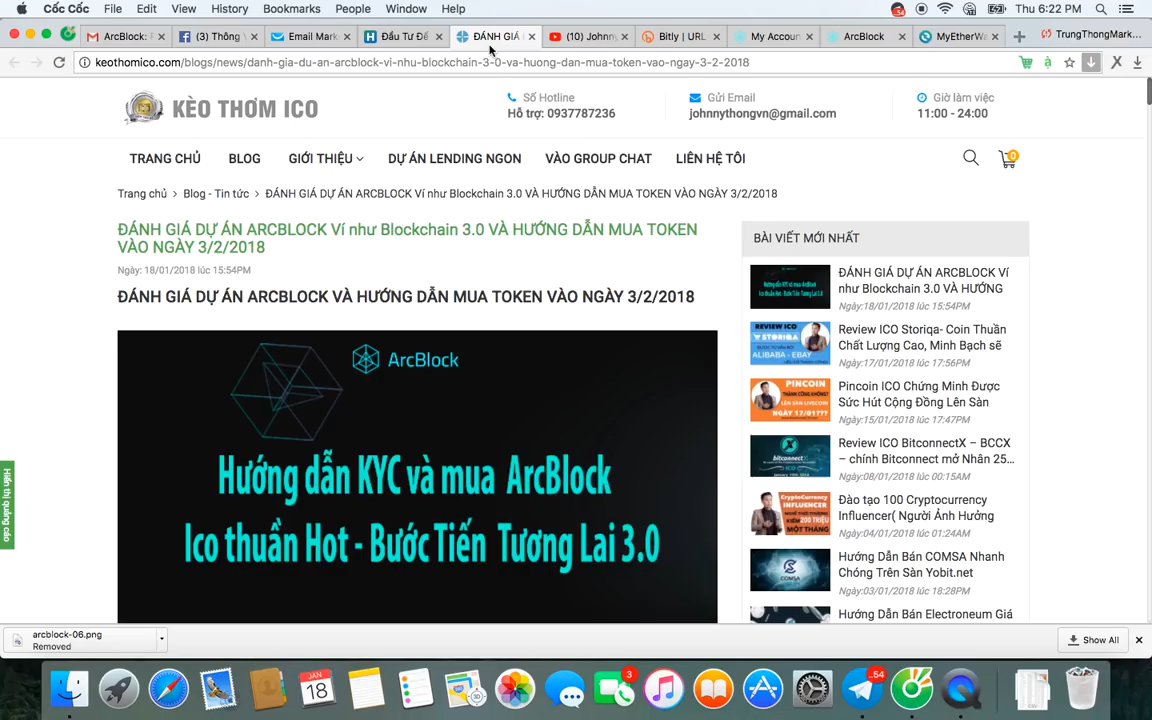 Cốc Cốc File Edit View History Bookmarks People Window Help
54
Thu 6:22 PM
ArcBlock:
(3) Thông
Email Mark
Đầu Tư Để
ĐÁNH GIÁ
(10) Johnny
Bitly | URL
My Accoun
ArcBlock
MyEtherWa
TrungThongMark...
keothomico.com/blogs/news/danh-gia-du-an-arcblock-vi-nhu-blockchain-3-0-va-huong-dan-mua-token-vao-ngay-3-2-2018
KÈO THƠM ICO
Số Hotline
Hỗ trợ: 0937787236
Gửi Email
johnnythongvn@gmail.com
Giờ làm việc
11:00 - 24:00
TRANG CHỦ BLOG GIỚI THIỆU DỰ ÁN LENDING NGON VÀO GROUP CHAT LIÊN HỆ TÔI
0
Trang chủ > Blog - Tin tức > ĐÁNH GIÁ DỰ ÁN ARCBLOCK Ví như Blockchain 3.0 VÀ HƯỚNG DẪN MUA TOKEN VÀO NGÀY 3/2/2018
ĐÁNH GIÁ DỰ ÁN ARCBLOCK Ví như Blockchain 3.0 VÀ HƯỚNG DẪN MUA TOKEN
VÀO NGÀY 3/2/2018
Ngày: 18/01/2018 lúc 15:54PM
ĐÁNH GIÁ DỰ ÁN ARCBLOCK VÀ HƯỚNG DẪN MUA TOKEN VÀO NGÀY 3/2/2018
ArcBlock
Hướng dẫn KYC và mua ArcBlock
Ico thuần Hot - Bước Tiến Tương Lai 3.0
BÀI VIẾT MỚI NHẤT
ĐÁNH GIÁ DỰ ÁN ARCBLOCK Ví
như Blockchain 3.0 VÀ HƯỚNG
Ngày:18/01/2018 lúc 15:54PM
Review ICO Storiqa- Coin Thuần
Chất Lượng Cao, Minh Bạch sẽ
Ngày:17/01/2018 lúc 17:56PM
Pincoin ICO Chứng Minh Được
Sức Hút Cộng Đồng Lên Sàn
Ngày:15/01/2018 lúc 17:47PM
Review ICO BitconnectX – BCCX
– chính Bitconnect mở Nhân 25...
Ngày:08/01/2018 lúc 00:15AM
Đào tạo 100 Cryptocurrency
Influencer( Người Ảnh Hưởng
Ngày:04/01/2018 lúc 01:24AM
Hướng Dẫn Bán COMSA Nhanh
Chóng Trên Sàn Yobit.net
Ngày:03/01/2018 lúc 18:28PM
Hướng Dẫn Bán Electroneum Giá
Hiển thị quảng cáo
arcblock-06.png
Removed
Show All
JAN
18
3
54